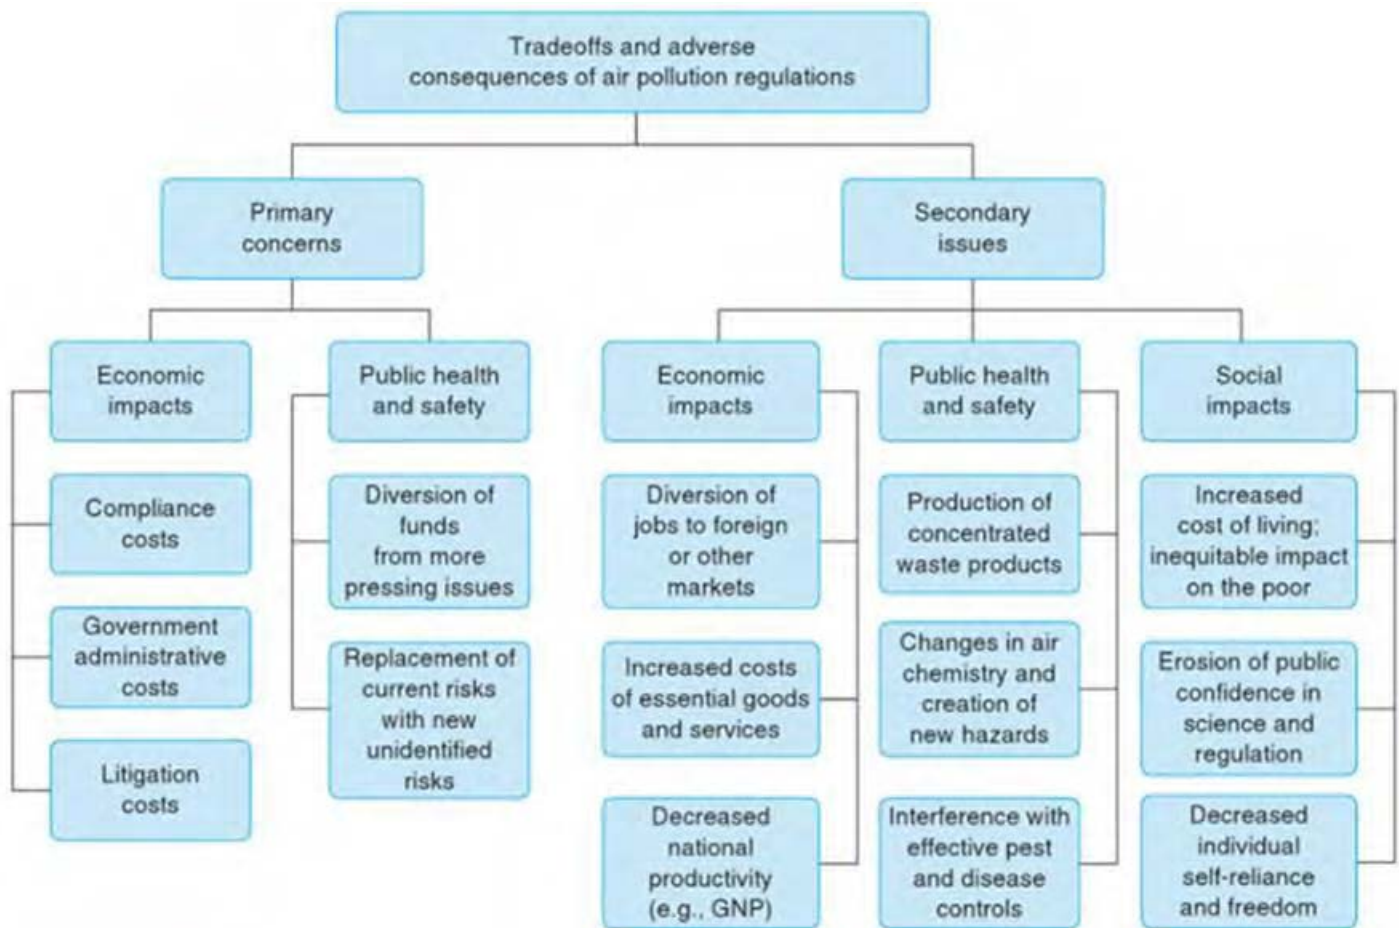 Tradeoffs and adverse
consequences of air pollution regulations
Primary
concerns
Secondary
issues
Economic
impacts
Public health
and safety
Economic
impacts
Public health
and safety
Social
impacts
Compliance
costs
Government
administrative
costs
Litigation
costs
Diversion of
funds
from more
pressing issues
Replacement of
current risks
with new
unidentified
risks
Diversion of
jobs to foreign
or other
markets
Increased costs
of essential goods
and services
Decreased
national
productivity
(e.g., GNP)
Production of
concentrated
waste products
Changes in air
chemistry and
creation of
new hazards
Interference with
effective pest
and disease
controls
Increased
cost of living;
inequitable impact
on the poor
Erosion of public
confidence in
science and
regulation
Decreased
individual
self-reliance
and freedom